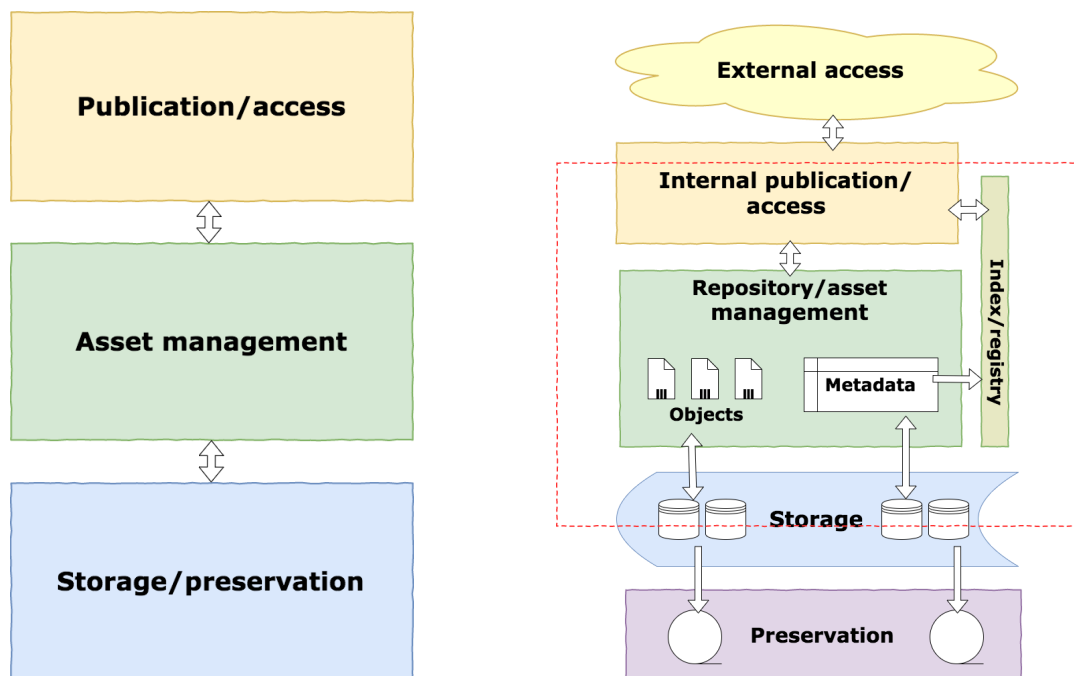 Publication/access
Asset management
Storage/preservation
External access
Internal publication/
access
Index/registry
Repository/asset
management
Objects
Metadata
Storage
Preservation